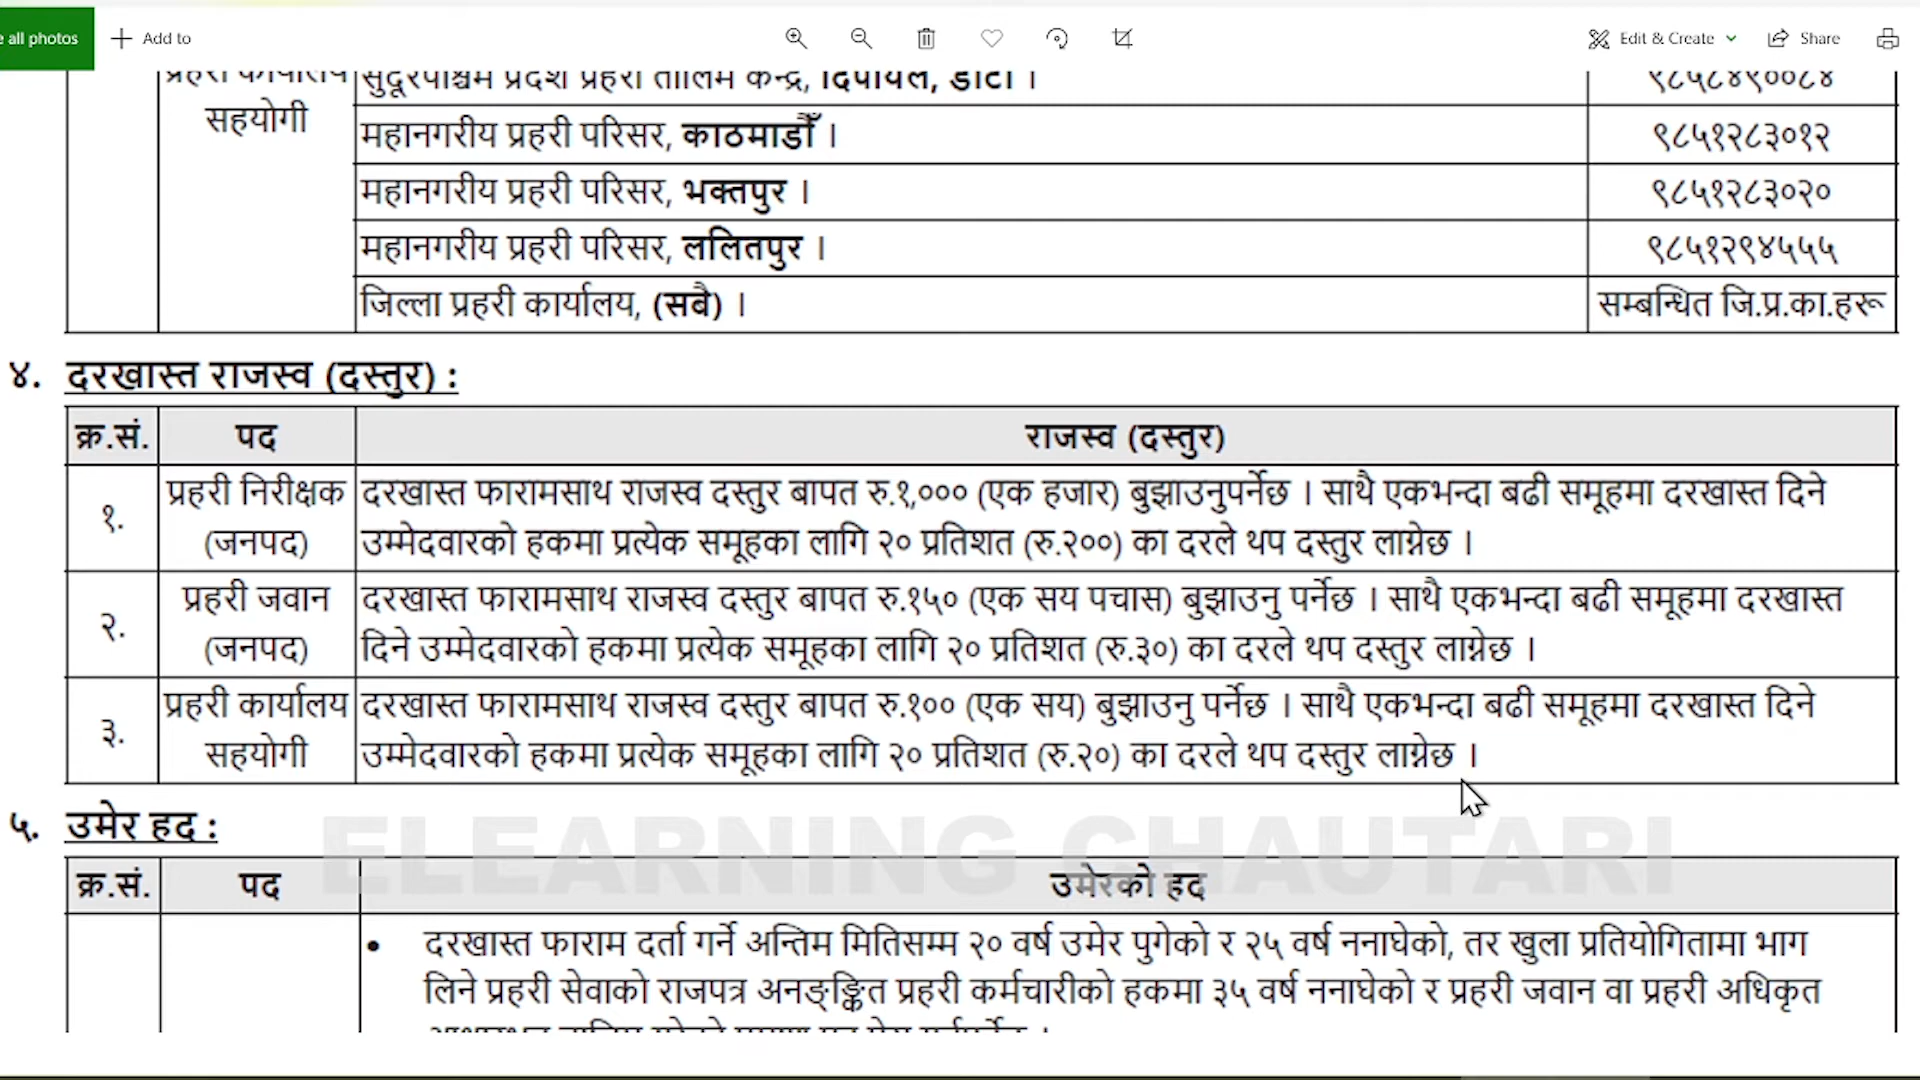 all photos
Add to
Edit & Create
Share
प्रहरी कार्यालय
सहयोगी
सुदूरपश्चिम प्रदेश प्रहरी तालिम केन्द्र, दिपायल, डोटी ।
९८५८४९००८४
महानगरीय प्रहरी परिसर, काठमाडौँ ।
९८५१२८३०१२
महानगरीय प्रहरी परिसर, भक्तपुर ।
९८५१२८३०२०
महानगरीय प्रहरी परिसर, ललितपुर ।
९८५१२९४५५५
जिल्ला प्रहरी कार्यालय, (सबै) ।
सम्बन्धित जि.प्र.का.हरू
४. दरखास्त राजस्व (दस्तुर) :
क्र.सं. पद राजस्व (दस्तुर)
१.
प्रहरी निरीक्षक
(जनपद)
दरखास्त फारामसाथ राजस्व दस्तुर बापत रु.१,००० (एक हजार) बुझाउनुपर्नेछ । साथै एकभन्दा बढी समूहमा दरखास्त दिने
उम्मेदवारको हकमा प्रत्येक समूहका लागि २० प्रतिशत (रु.२००) का दरले थप दस्तुर लाग्नेछ ।
२.
प्रहरी जवान
(जनपद)
दरखास्त फारामसाथ राजस्व दस्तुर बापत रु.१५० (एक सय पचास) बुझाउनु पर्नेछ । साथै एकभन्दा बढी समूहमा दरखास्त
दिने उम्मेदवारको हकमा प्रत्येक समूहका लागि २० प्रतिशत (रु.३०) का दरले थप दस्तुर लाग्नेछ ।
३.
प्रहरी कार्यालय
सहयोगी
दरखास्त फारामसाथ राजस्व दस्तुर बापत रु.१०० (एक सय) बुझाउनु पर्नेछ । साथै एकभन्दा बढी समूहमा दरखास्त दिने
उम्मेदवारको हकमा प्रत्येक समूहका लागि २० प्रतिशत (रु.२०) का दरले थप दस्तुर लाग्नेछ ।
५. उमेर हद :
ELEARNING CHAUTARI
क्र.सं. पद उमेरको हद
• दरखास्त फाराम दर्ता गर्ने अन्तिम मितिसम्म २० वर्ष उमेर पुगेको र २५ वर्ष ननाघेको, तर खुला प्रतियोगितामा भाग
लिने प्रहरी सेवाको राजपत्र अनङ्ङ्कित प्रहरी कर्मचारीको हकमा ३५ वर्ष ननाघेको र प्रहरी जवान वा प्रहरी अधिकृत